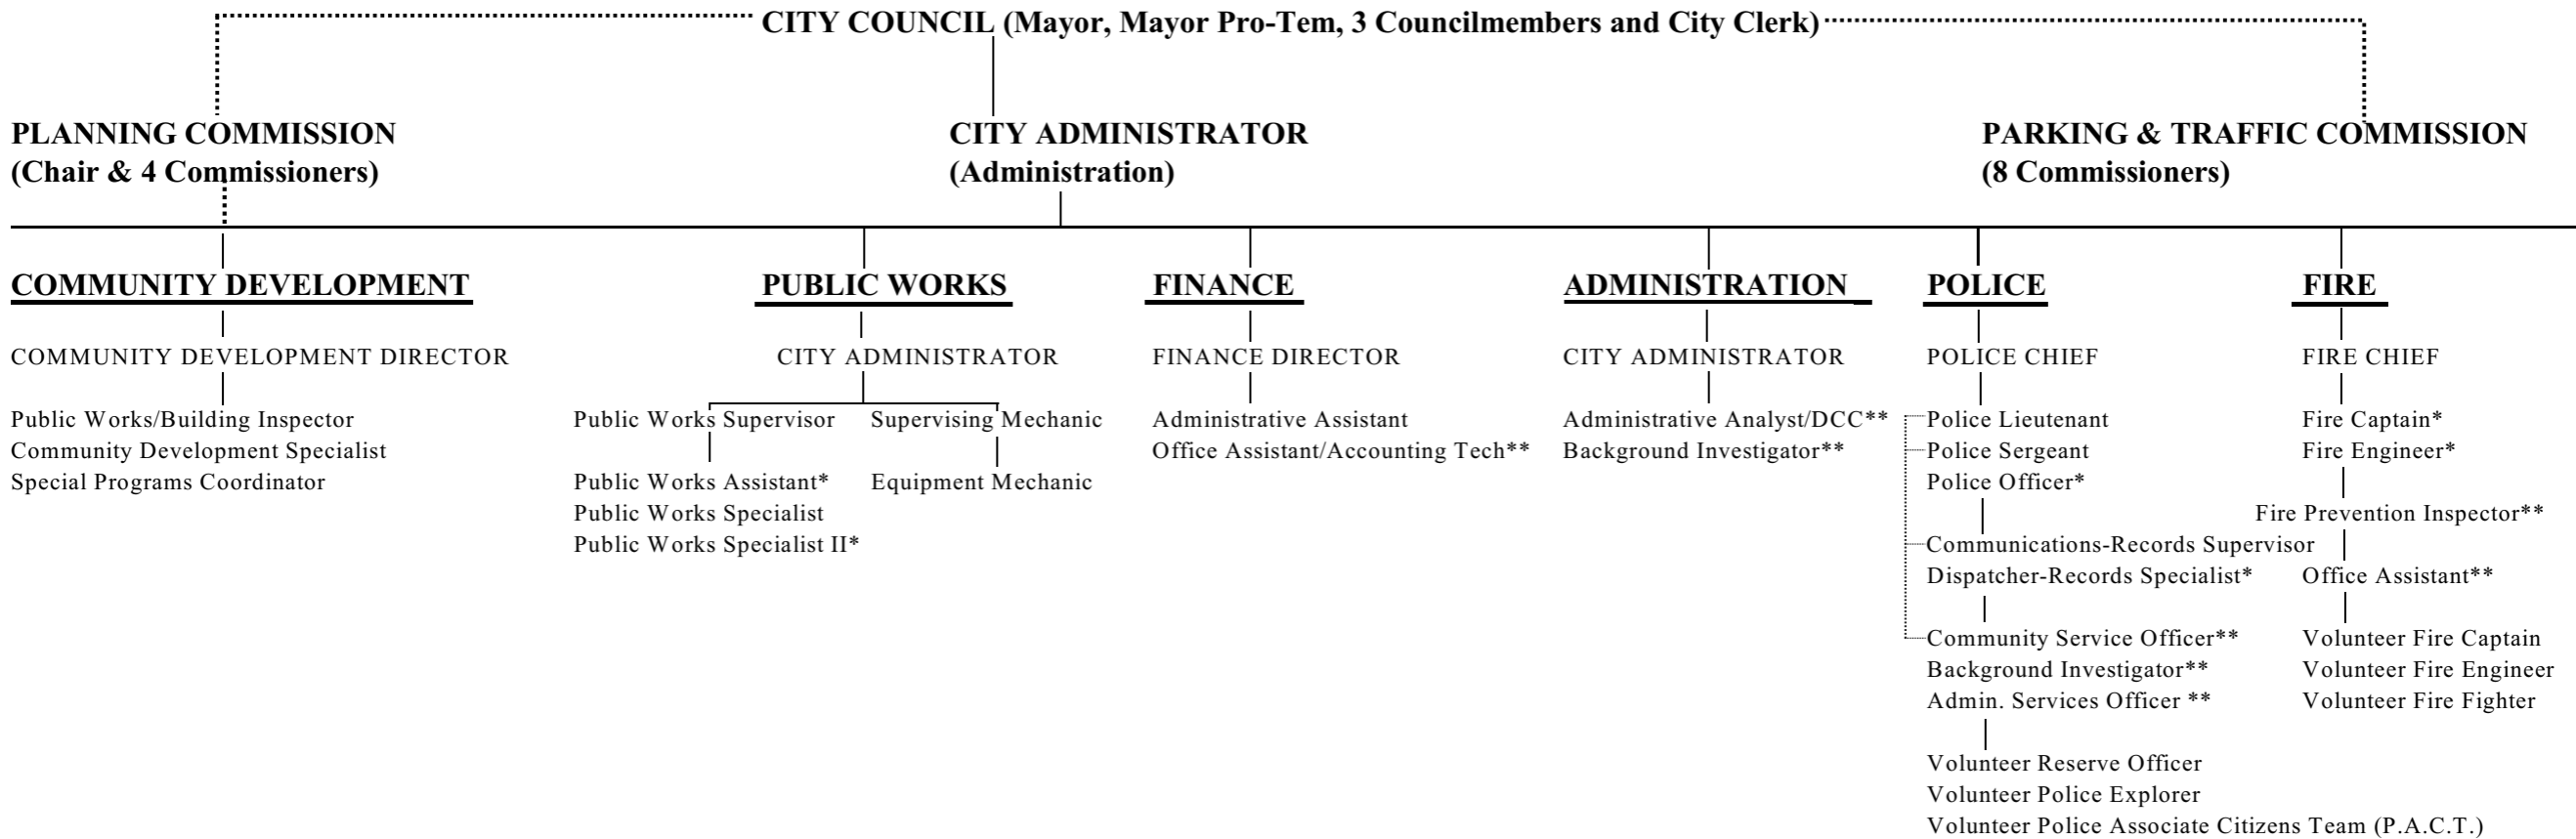 CITY COUNCIL (Mayor, Mayor Pro-Tem, 3 Councilmembers and City Clerk)
PLANNING COMMISSION
(Chair & 4 Commissioners)
CITY ADMINISTRATOR
(Administration)
PARKING & TRAFFIC COMMISSION
(8 Commissioners)
COMMUNITY DEVELOPMENT
COMMUNITY DEVELOPMENT DIRECTOR
Public Works/Building Inspector
Community Development Specialist
Special Programs Coordinator
PUBLIC WORKS
CITY ADMINISTRATOR
Public Works Supervisor
Public Works Assistant*
Public Works Specialist
Public Works Specialist II*
Supervising Mechanic
Equipment Mechanic
FINANCE
FINANCE DIRECTOR
Administrative Assistant
Office Assistant/Accounting Tech**
ADMINISTRATION
CITY ADMINISTRATOR
Administrative Analyst/DCC**
Background Investigator**
POLICE
POLICE CHIEF
Police Lieutenant
Police Sergeant
Police Officer*
Communications-Records Supervisor
Dispatcher-Records Specialist*
Community Service Officer**
Background Investigator**
Admin. Services Officer **
Volunteer Reserve Officer
Volunteer Police Explorer
Volunteer Police Associate Citizens Team (P.A.C.T.)
FIRE
FIRE CHIEF
Fire Captain*
Fire Engineer*
Fire Prevention Inspector**
Office Assistant**
Volunteer Fire Captain
Volunteer Fire Engineer
Volunteer Fire Fighter